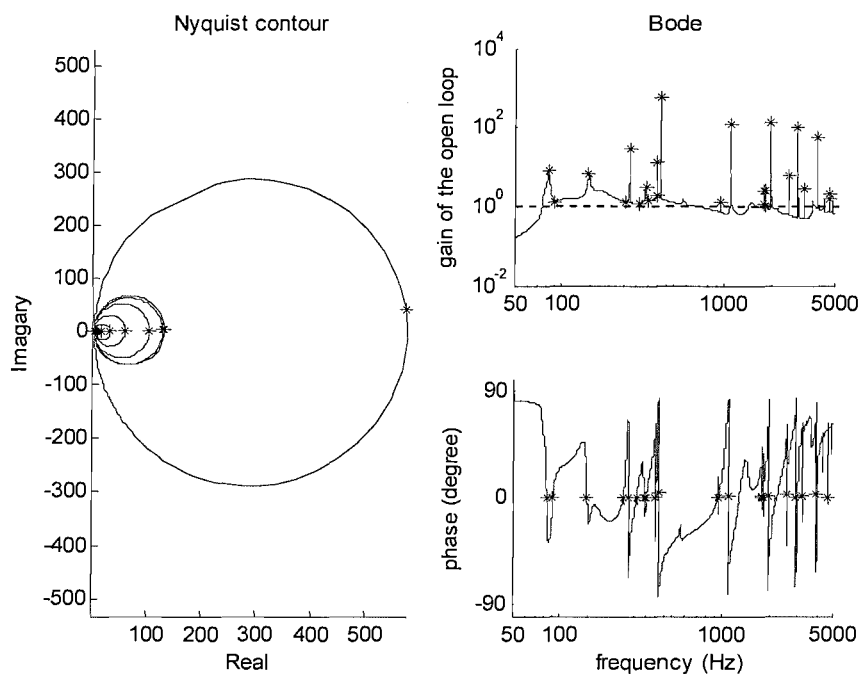 Nyquist contour
500
400
300
200
100
0
-100
-200
-300
-400
-500
Imagary
100 200 300 400 500
Real
Bode
10^4
10^2
10^0
10^-2
gain of the open loop
50 100 1000 5000
90
0
-90
phase (degree)
50 100 1000 5000
frequency (Hz)